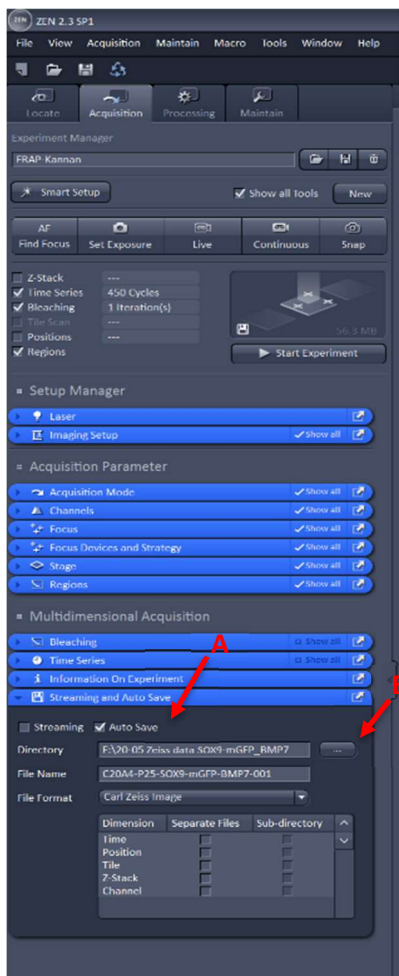 ZEN 2.3 SP1
File View Acquisition Maintain Macro Tools Window Help
Locate Acquisition Processing Maintain
Experiment Manager
FRAP-Kannan
Smart Setup Show all Tools New
AF
Find Focus Set Exposure Live Continuous Snap
Z-Stack ---
Time Series 450 Cycles
Bleaching 1 Iteration(s)
Tile Scan ---
Positions --- 56.3 MB
Regions Start Experiment
Setup Manager
Laser
Imaging Setup Show all
Acquisition Parameter
Acquisition Mode Show all
Channels Show all
Focus Show all
Focus Devices and Strategy Show all
Stage Show all
Regions Show all
Multidimensional Acquisition
A
Bleaching Show all
Time Series Show all
Information On Experiment
Streaming and Auto Save
Streaming Auto Save
Directory F:\20-05 Zeiss data SOX9-mGFP_BMP7 ...
File Name C20A4-P25-SOX9-mGFP-BMP7-001
File Format Carl Zeiss Image
Dimension Separate Files Sub-directory
Time
Position
Tile
Z-Stack
Channel